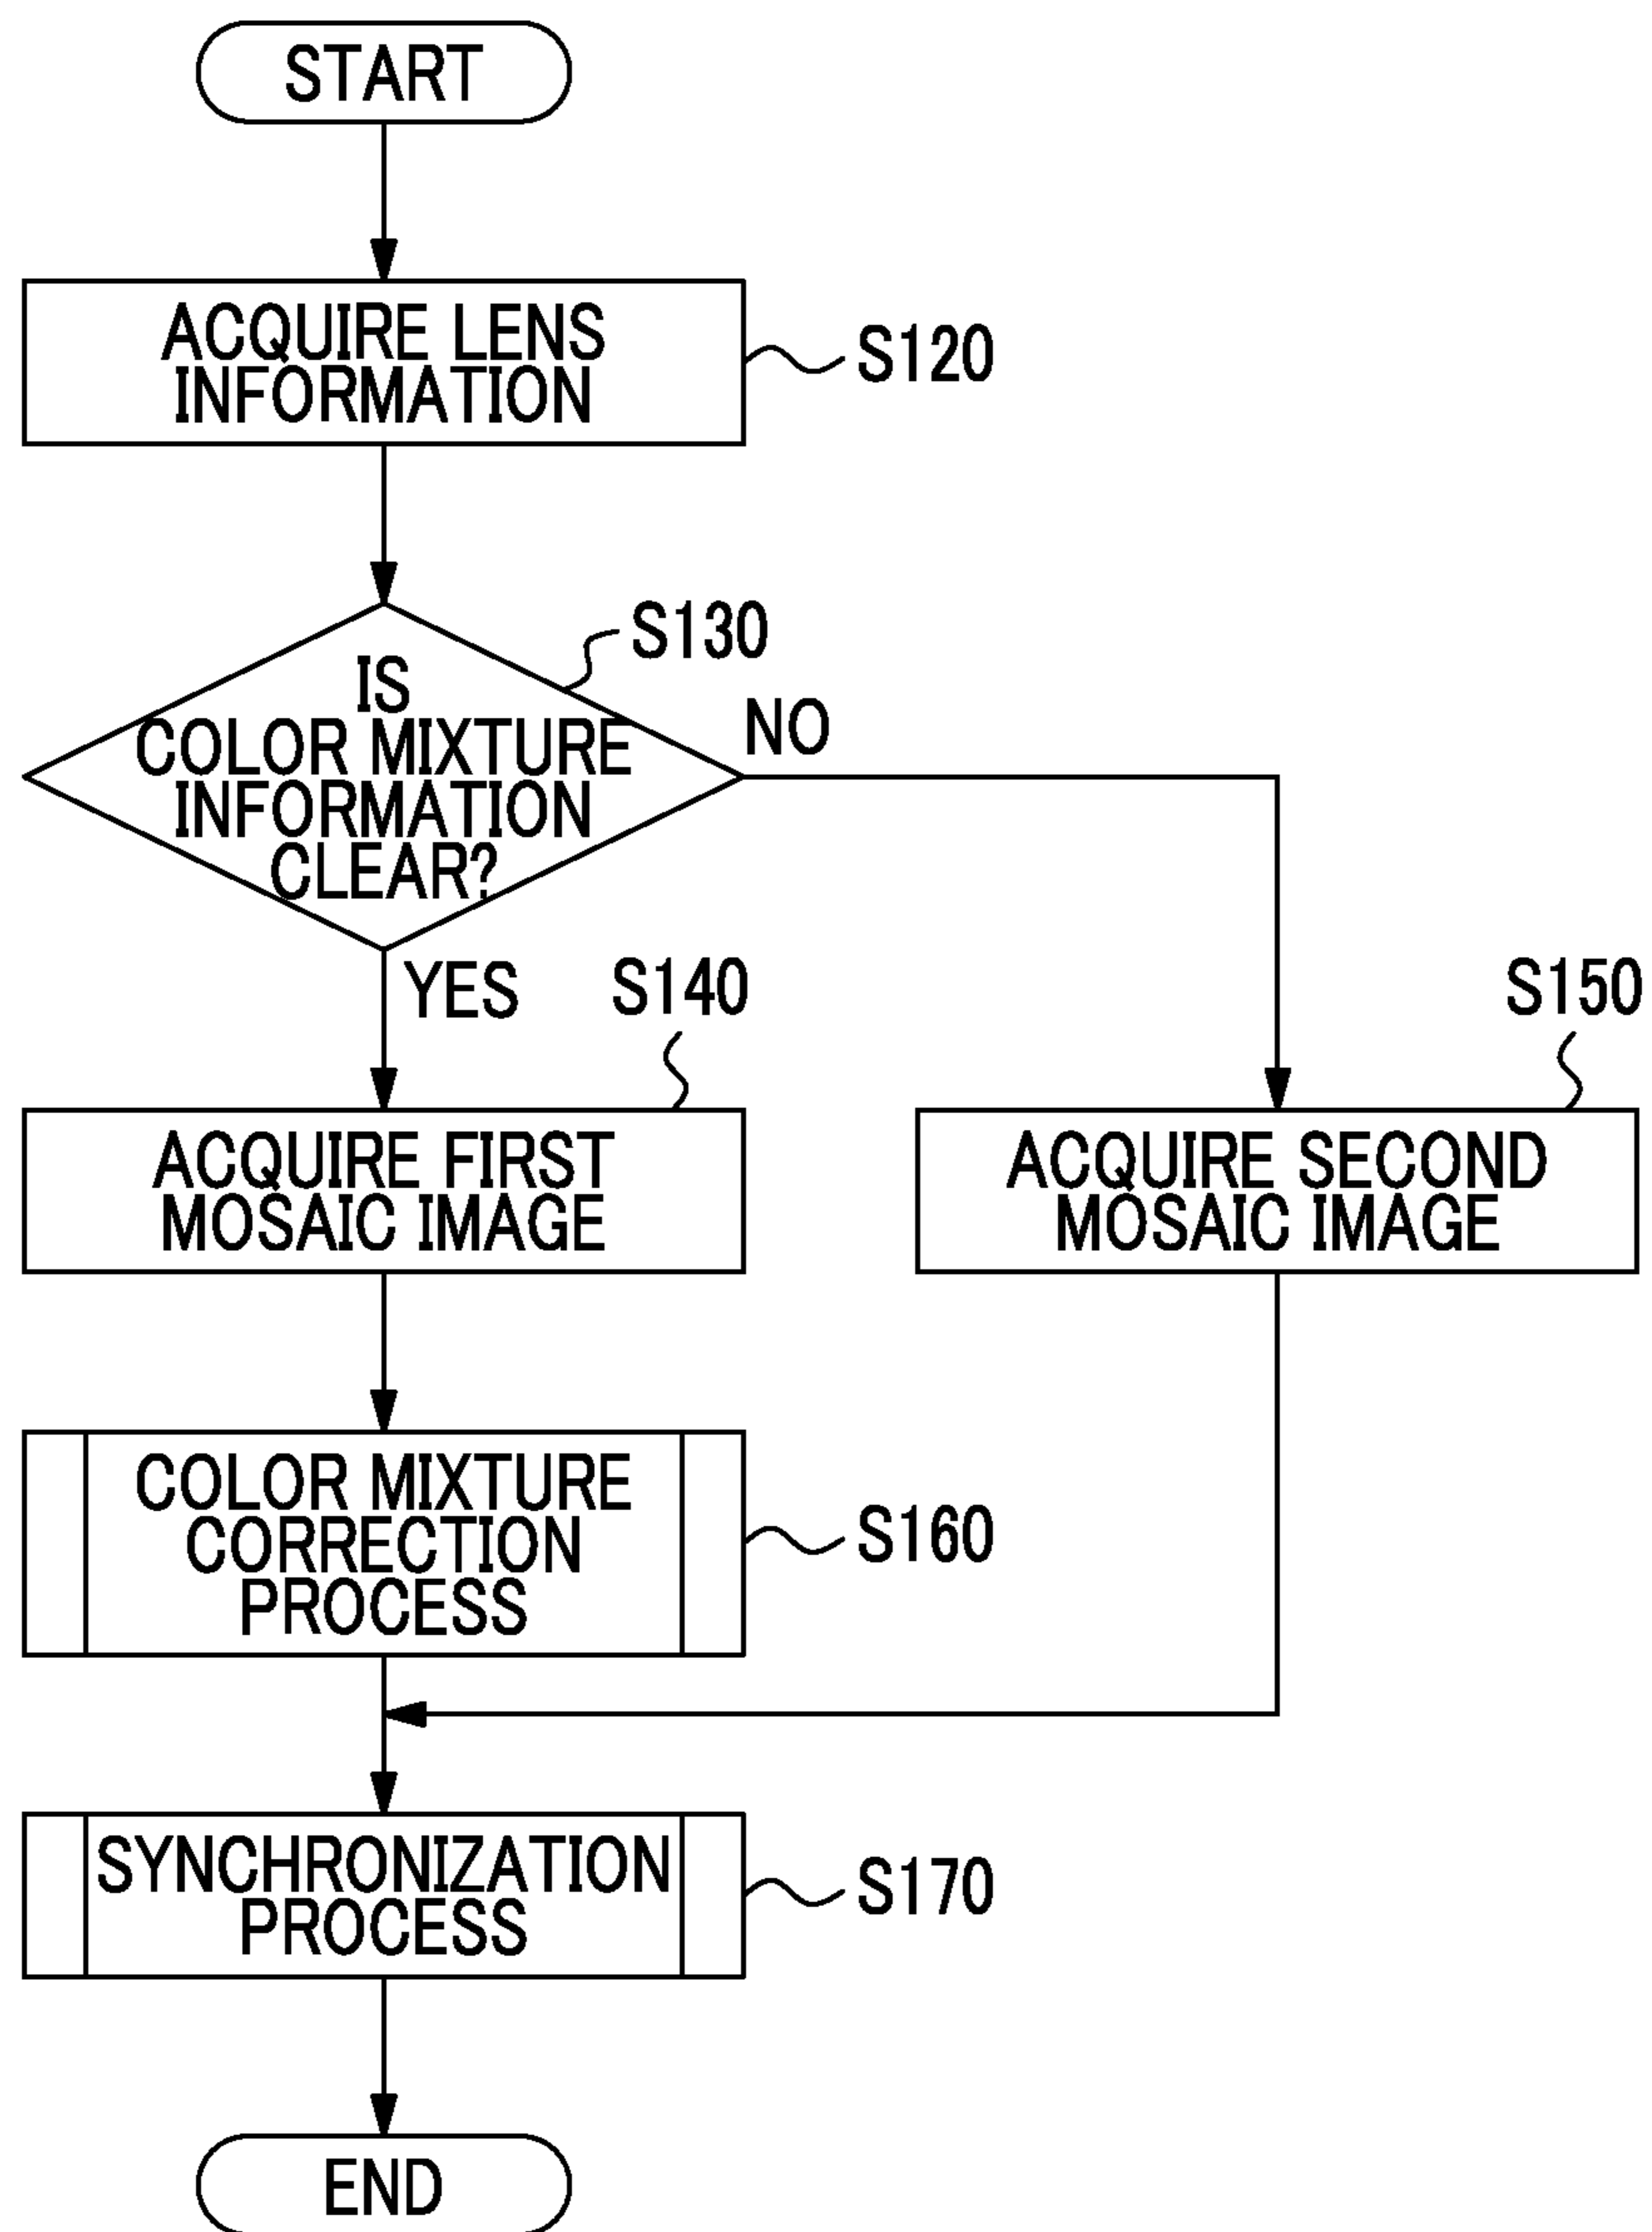 START
ACQUIRE LENS
INFORMATION
S120
S130
IS
COLOR MIXTURE
INFORMATION
CLEAR?
NO
YES
S140
S150
ACQUIRE FIRST
MOSAIC IMAGE
ACQUIRE SECOND
MOSAIC IMAGE
COLOR MIXTURE
CORRECTION
PROCESS
S160
SYNCHRONIZATION
PROCESS
S170
END